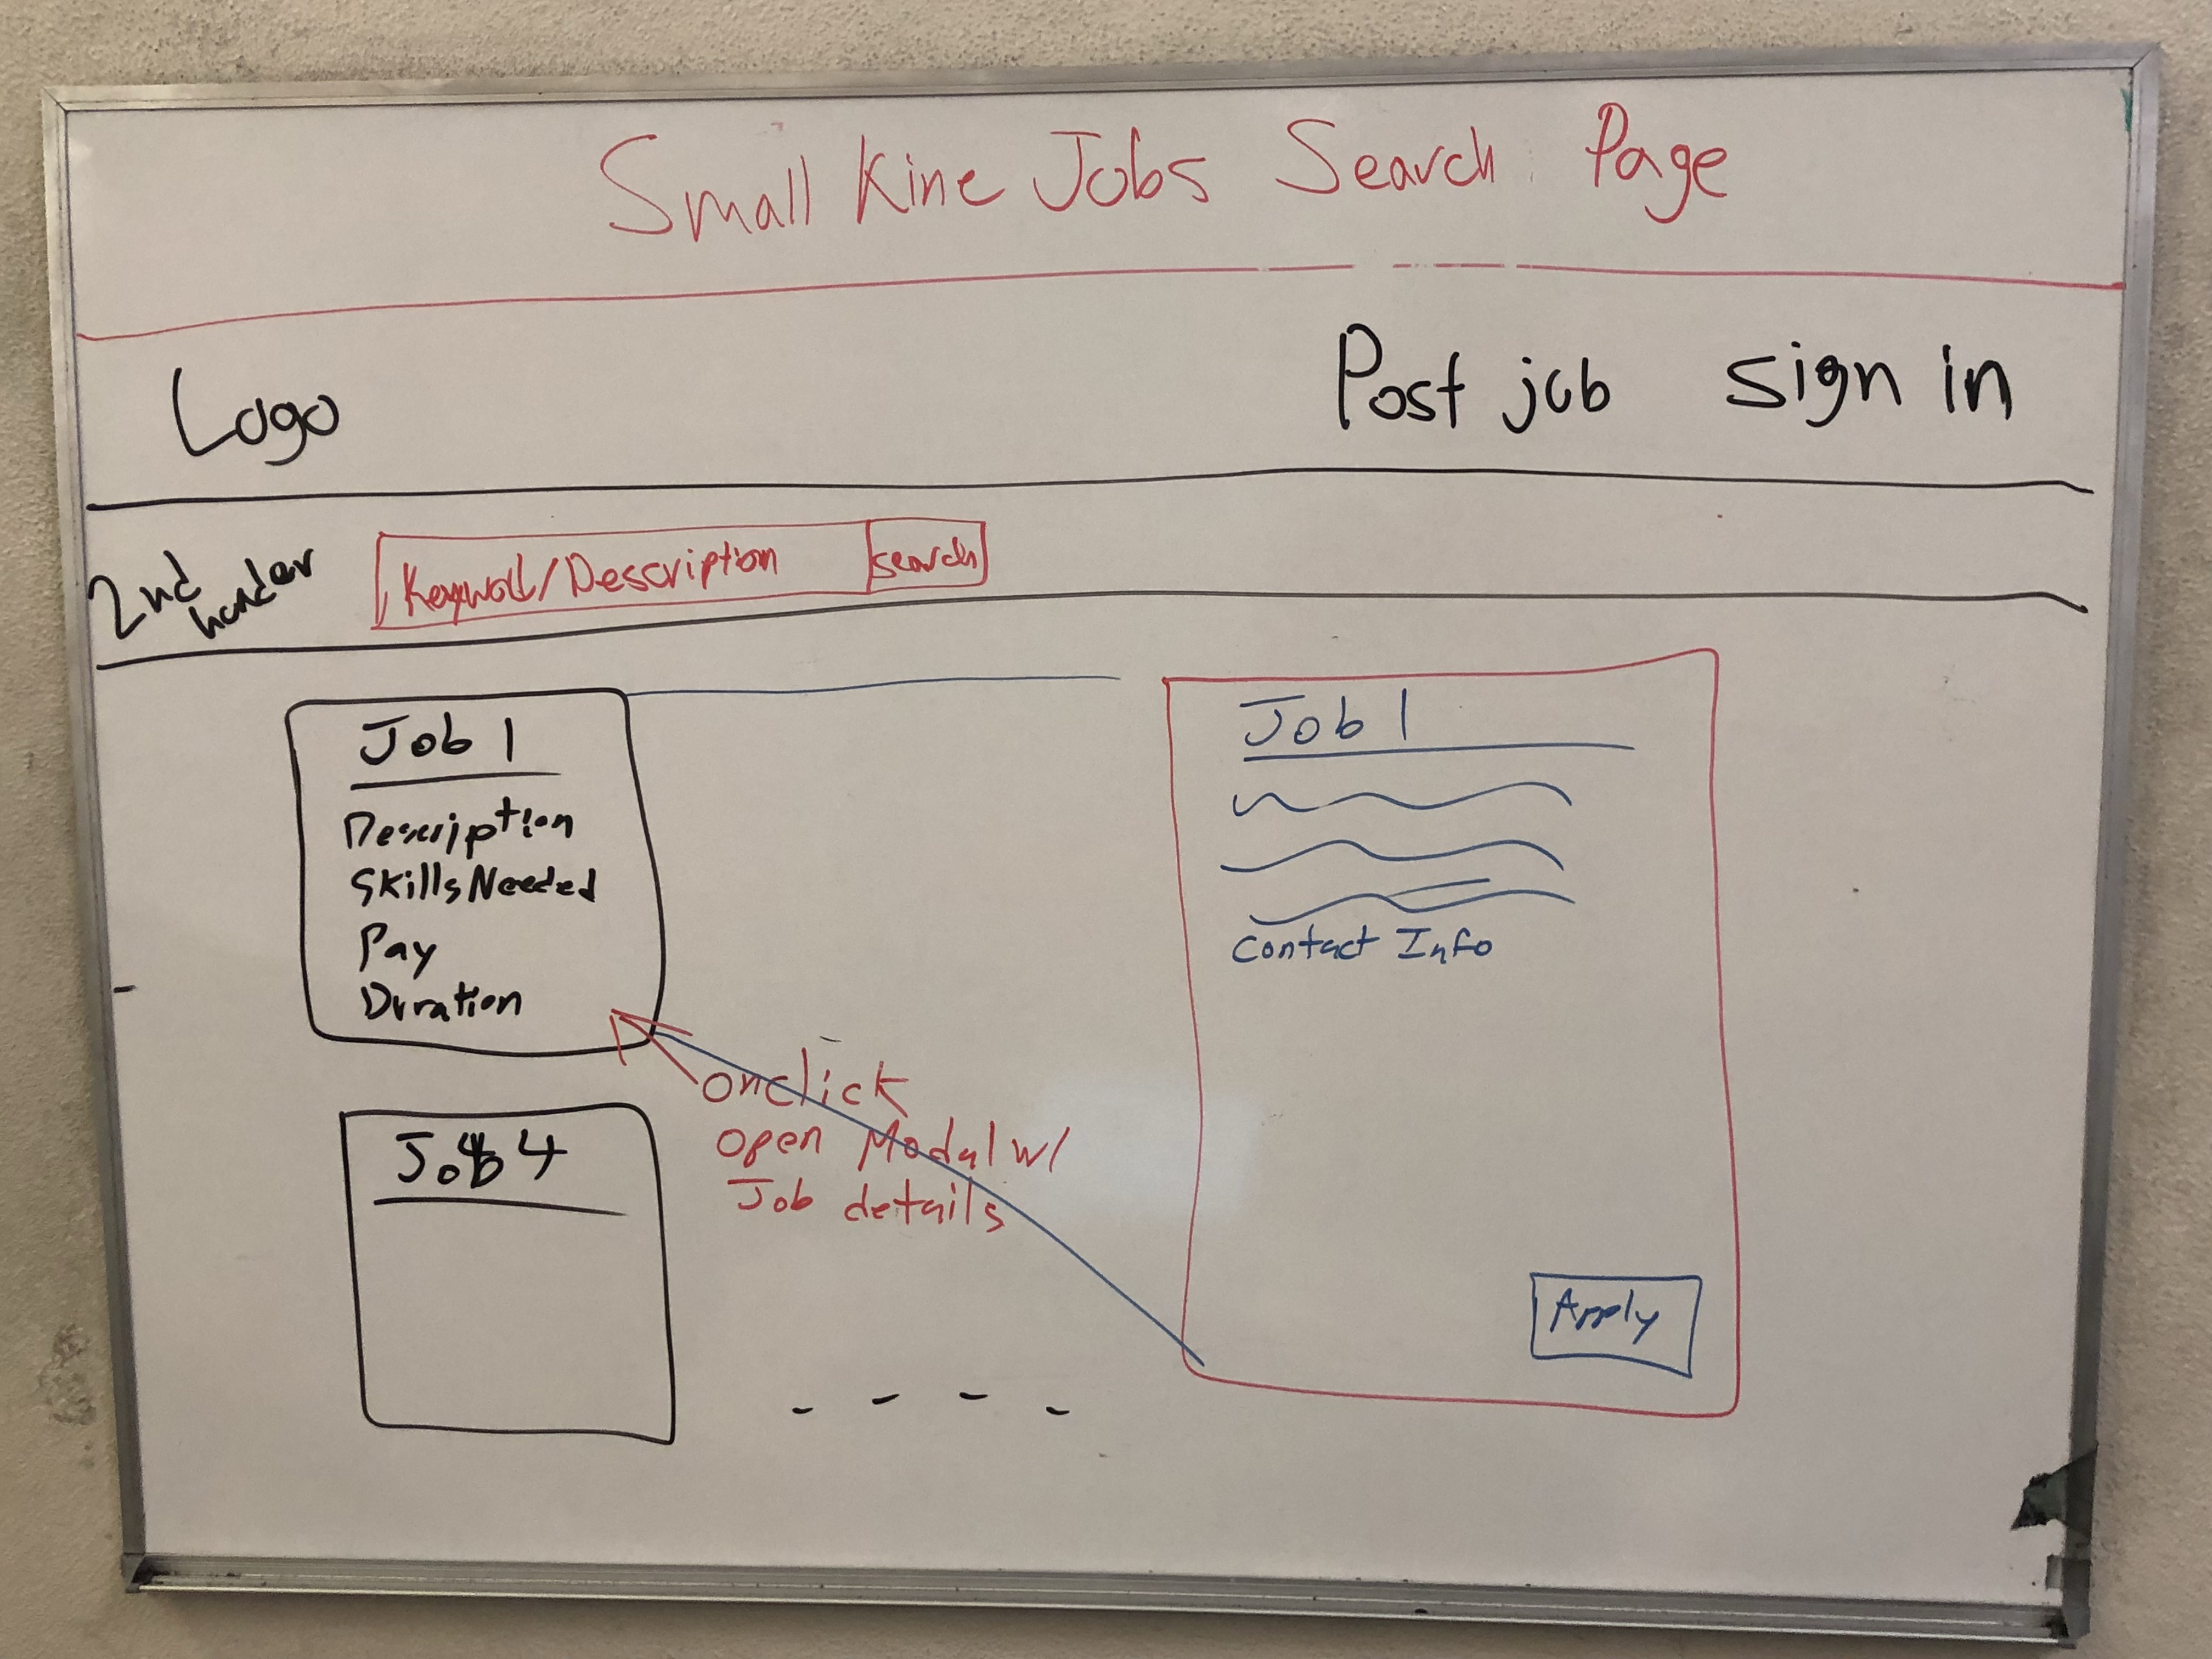 Small Kine Jobs Search Page
Logo
Post job
sign in
2nd
header
Keyword/Description
search
Job 1
Description
Skills Needed
Pay
Duration
onclick
open Modal w/
Job details
Job 4
Job 1
Contact Info
Apply